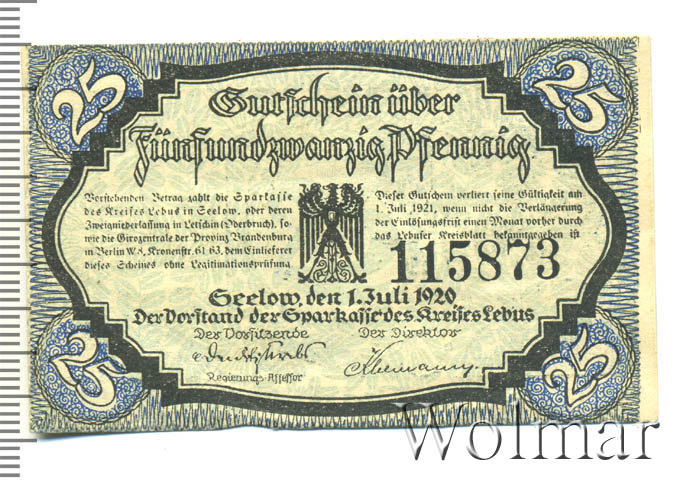 25
25
Gutschein über
Fünfundzwanzig Pfennig
Vorstehenden Betrag zahlt die Sparkasse
des Kreises Lebus in Seelow, oder deren
Zweigniederlassung in Letschin (Oderbruch), so-
wie die Girozentrale der Provinz Brandenburg
in Berlin W 8, Kronenstr. 61-63, dem Einlieferer
dieses Scheines ohne Legitimationsprüfung.
Dieser Gutschein verliert seine Gültigkeit am
1. Juli 1921, wenn nicht die Verlängerung
der Einlösungsfrist einen Monat vorher durch
das Lebuser Kreisblatt bekanntgegeben ist
115873
Seelow, den 1. Juli 1920
Der Vorstand der Sparkasse des Kreises Lebus
Der Vorsitzende Der Direktor
Regierungs-Assessor
25
25
Wolmar